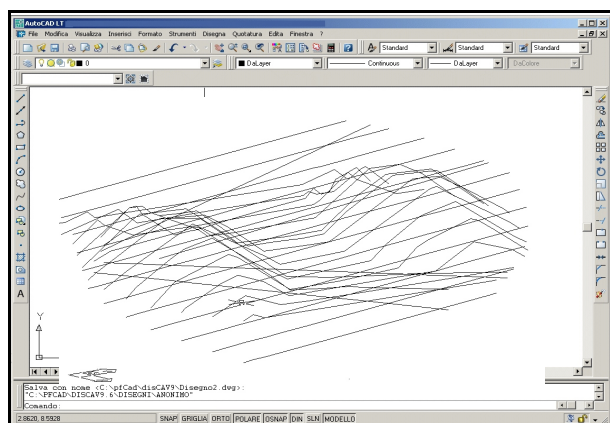 AutoCAD LT
File Modifica Visualizza Inserisci Formato Strumenti Disegna Quotatura Edita Finestra ?
Standard Standard Standard
0 DaLayer Continuous DaLayer DaColore
Y
Salva con nome <C:\pfCad\disCAV9\Disegno2.dwg>:
"C:\PFCAD\DISCAV9.6\DISEGNI\ANONIMO"
Comando:
2.8620, 8.5928 SNAP GRIGLIA ORTO POLARE OSNAP DIN SLN MODELLO